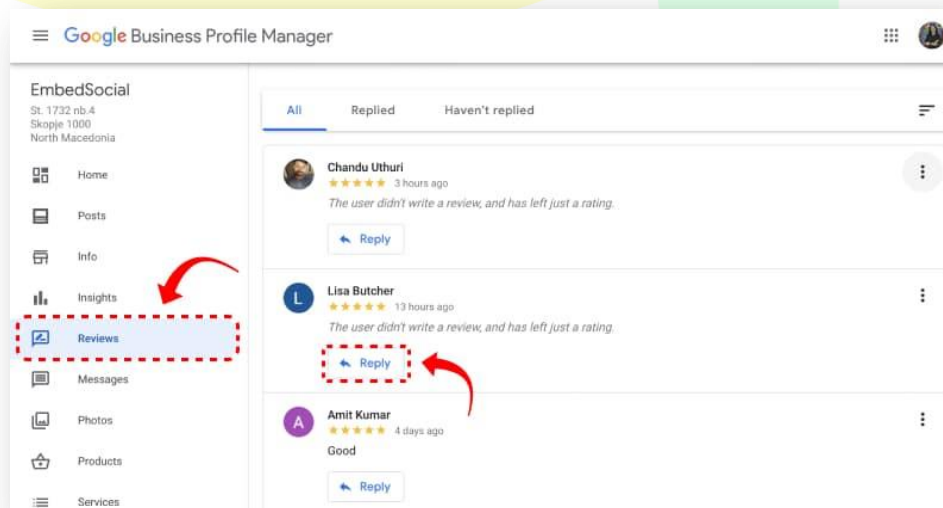 Google Business Profile Manager
EmbedSocial
St. 1732 nb.4
Skopje 1000
North Macedonia
Home
Posts
Info
Insights
Reviews
Messages
Photos
Products
Services
All Replied Haven't replied
Chandu Uthuri
3 hours ago
The user didn't write a review, and has left just a rating.
Reply
L
Lisa Butcher
13 hours ago
The user didn't write a review, and has left just a rating.
Reply
A
Amit Kumar
4 days ago
Good
Reply